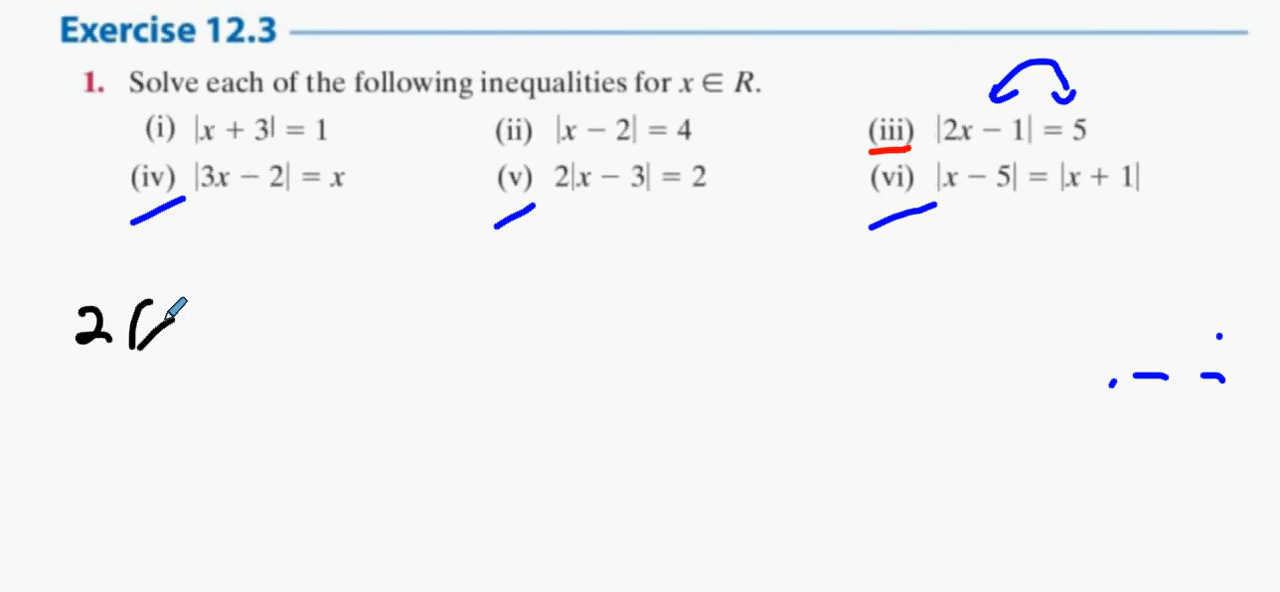 Exercise 12.3
1. Solve each of the following inequalities for x ∈ R.
(i) |x + 3| = 1 (ii) |x − 2| = 4 (iii) |2x − 1| = 5
(iv) |3x − 2| = x (v) 2|x − 3| = 2 (vi) |x − 5| = |x + 1|
2